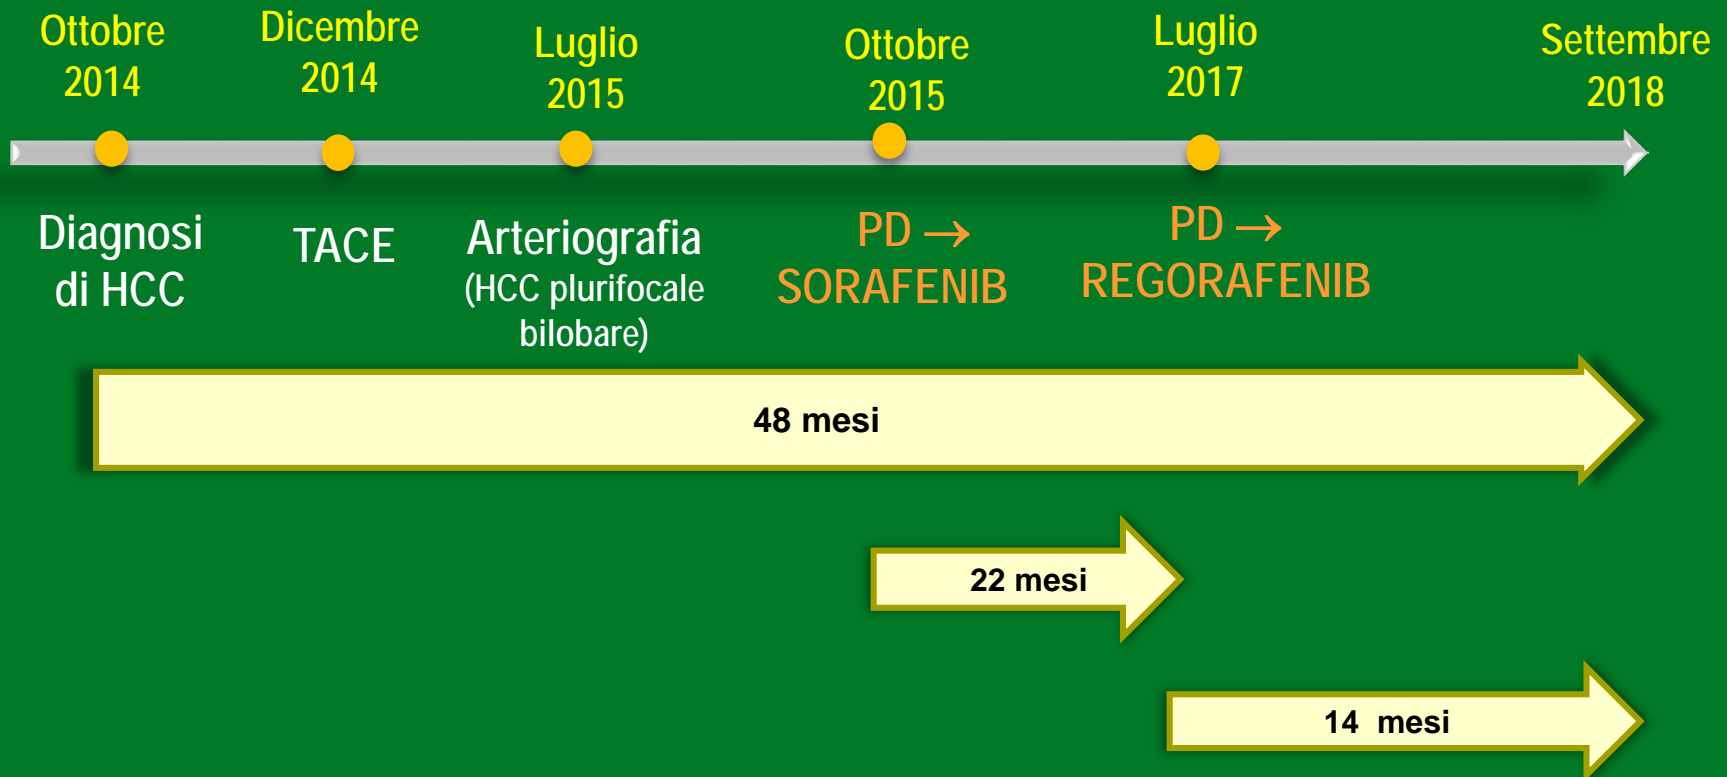 Ottobre
2014
Dicembre
2014
Luglio
2015
Ottobre
2015
Luglio
2017
Settembre
2018
Diagnosi
di HCC
TACE
Arteriografia
(HCC plurifocale
bilobare)
PD →
SORAFENIB
PD →
REGORAFENIB
48 mesi
22 mesi
14 mesi